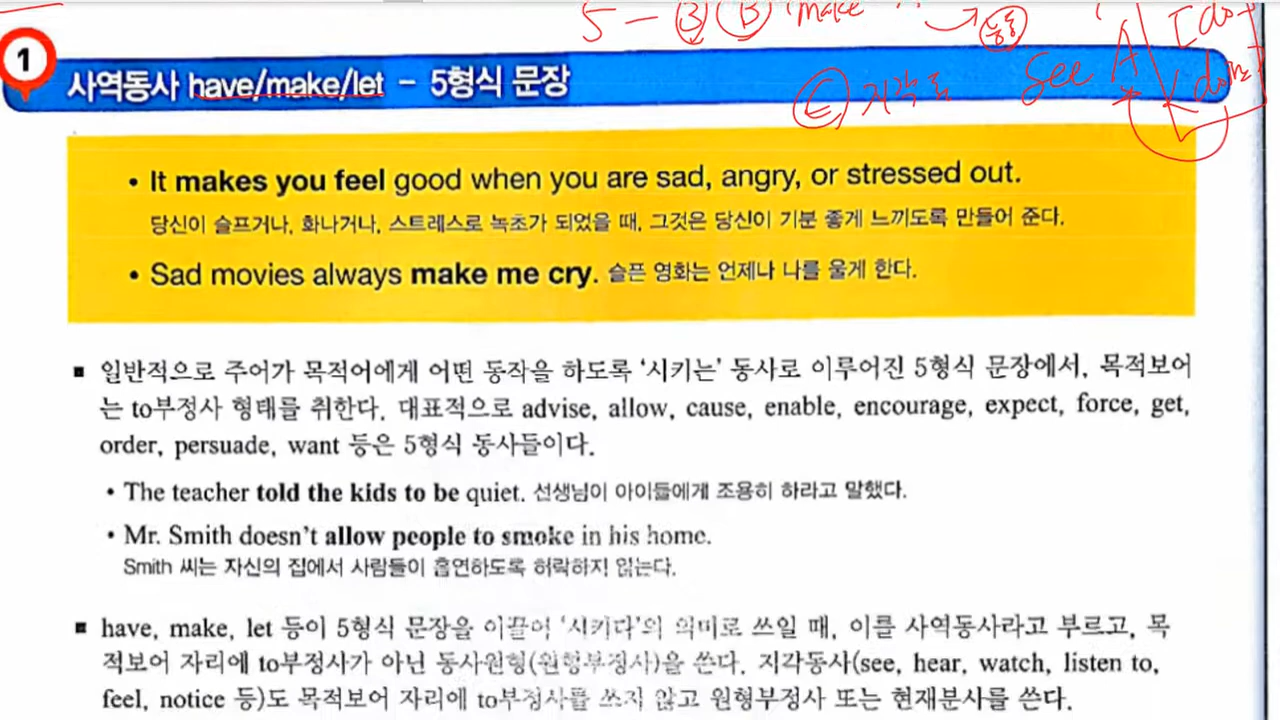 5 - Ⓑ Ⓑ make
ⓒ 지각 see A
do
1
사역동사 have/make/let - 5형식 문장
• It makes you feel good when you are sad, angry, or stressed out.
당신이 슬프거나, 화나거나, 스트레스로 녹초가 되었을 때, 그것은 당신이 기분 좋게 느끼도록 만들어 준다.
• Sad movies always make me cry. 슬픈 영화는 언제나 나를 울게 한다.
■ 일반적으로 주어가 목적어에게 어떤 동작을 하도록 ‘시키는’ 동사로 이루어진 5형식 문장에서, 목적보어
는 to부정사 형태를 취한다. 대표적으로 advise, allow, cause, enable, encourage, expect, force, get,
order, persuade, want 등은 5형식 동사들이다.
• The teacher told the kids to be quiet. 선생님이 아이들에게 조용히 하라고 말했다.
• Mr. Smith doesn’t allow people to smoke in his home.
Smith 씨는 자신의 집에서 사람들이 흡연하도록 허락하지 않는다.
■ have, make, let 등이 5형식 문장을 이끌어 ‘시키다’의 의미로 쓰일 때, 이를 사역동사라고 부르고, 목
적보어 자리에 to부정사가 아닌 동사원형(원형부정사)을 쓴다. 지각동사(see, hear, watch, listen to,
feel, notice 등)도 목적보어 자리에 to부정사를 쓰지 않고 원형부정사 또는 현재분사를 쓴다.